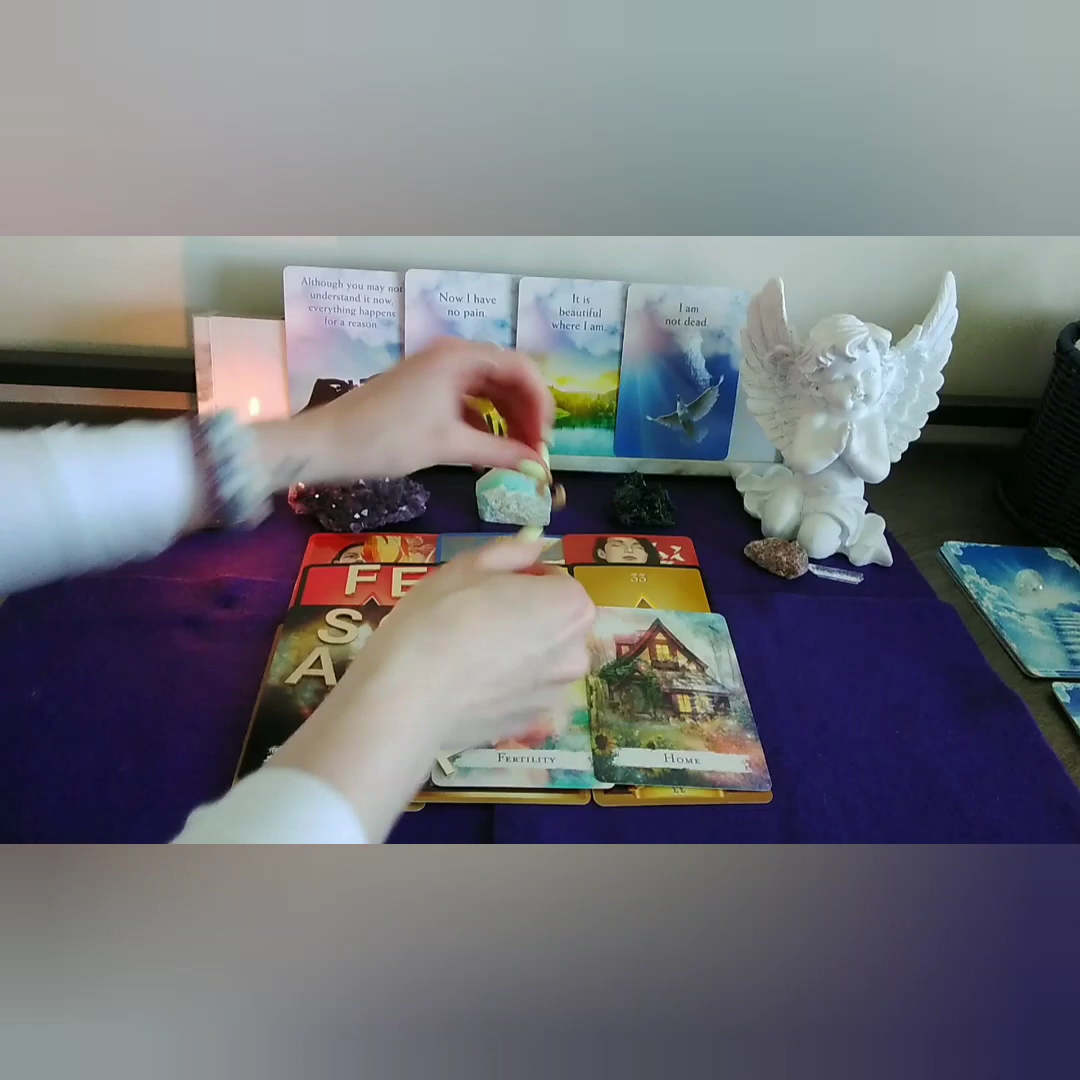 Although you may not
understand it now,
everything happens
for a reason.
Now I have
no pain.
It is
beautiful
where I am.
I am
not dead.
FE
33
S
A
FERTILITY
HOME